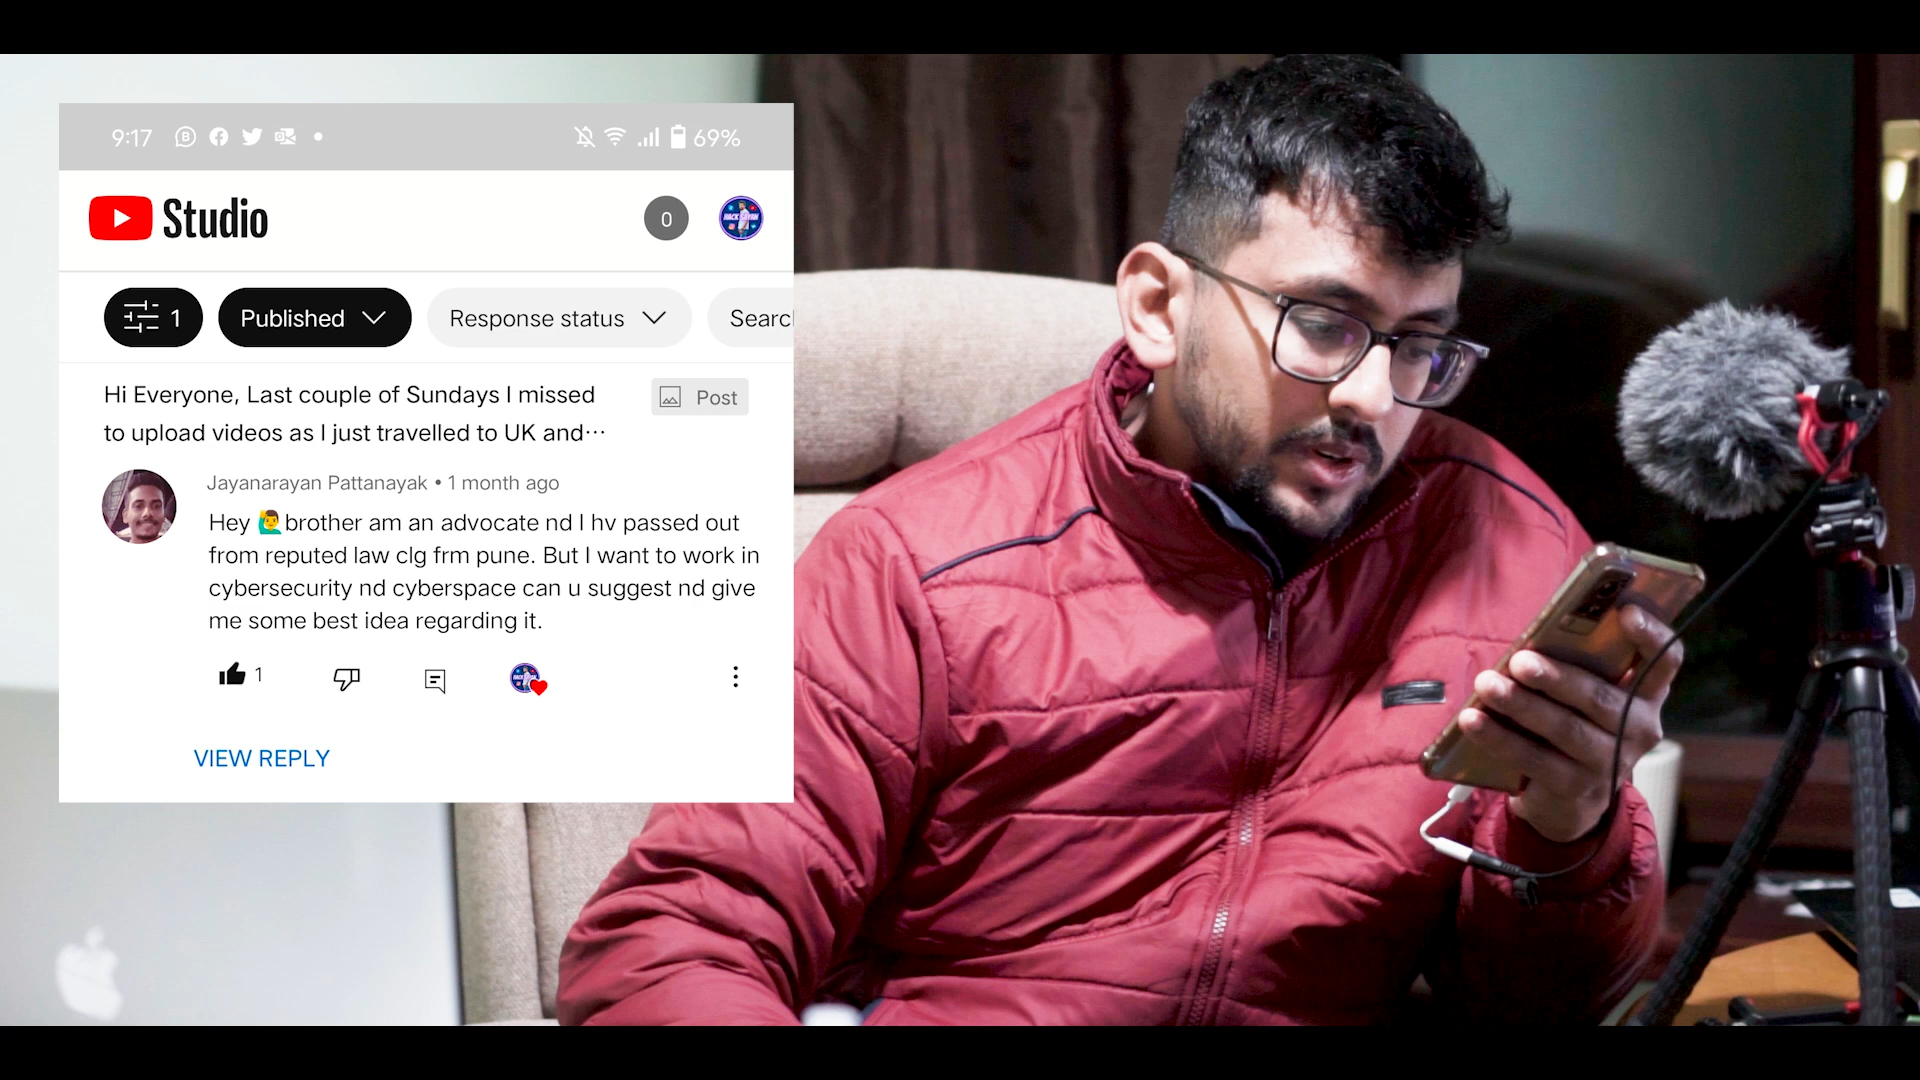 9:17 69%
Studio
0
1 Published Response status Searc
Hi Everyone, Last couple of Sundays I missed
to upload videos as I just travelled to UK and...
Post
Jayanarayan Pattanayak • 1 month ago
Hey 🙋‍♂️brother am an advocate nd I hv passed out
from reputed law clg frm pune. But I want to work in
cybersecurity nd cyberspace can u suggest nd give
me some best idea regarding it.
1
VIEW REPLY